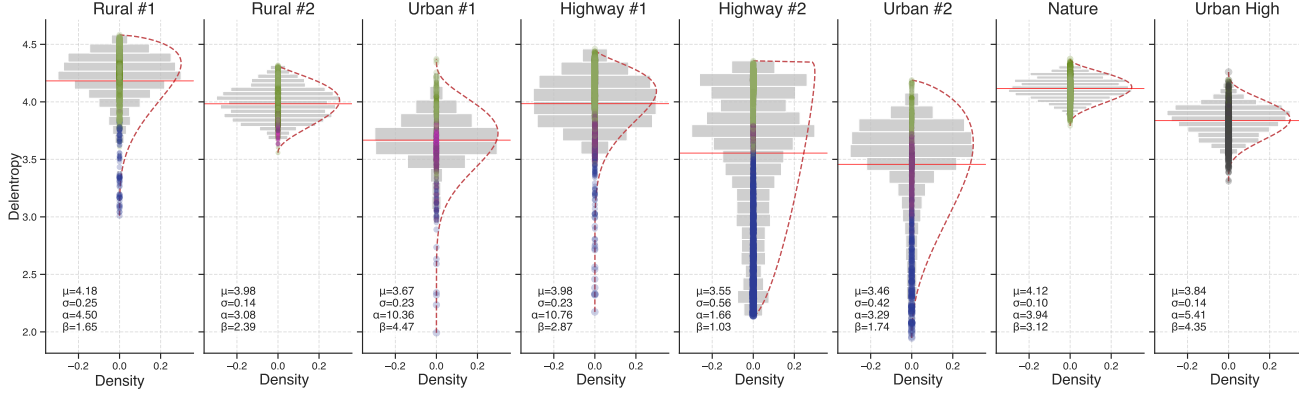 Rural #1
Rural #2
Urban #1
Highway #1
Highway #2
Urban #2
Nature
Urban High
Delentropy
4.5
4.0
3.5
3.0
2.5
2.0
μ=4.18
σ=0.25
α=4.50
β=1.65
μ=3.98
σ=0.14
α=3.08
β=2.39
μ=3.67
σ=0.23
α=10.36
β=4.47
μ=3.98
σ=0.23
α=10.76
β=2.87
μ=3.55
σ=0.56
α=1.66
β=1.03
μ=3.46
σ=0.42
α=3.29
β=1.74
μ=4.12
σ=0.10
α=3.94
β=3.12
μ=3.84
σ=0.14
α=5.41
β=4.35
−0.2 0.0 0.2
−0.2 0.0 0.2
−0.2 0.0 0.2
−0.2 0.0 0.2
−0.2 0.0 0.2
−0.2 0.0 0.2
−0.2 0.0 0.2
−0.2 0.0 0.2
Density
Density
Density
Density
Density
Density
Density
Density